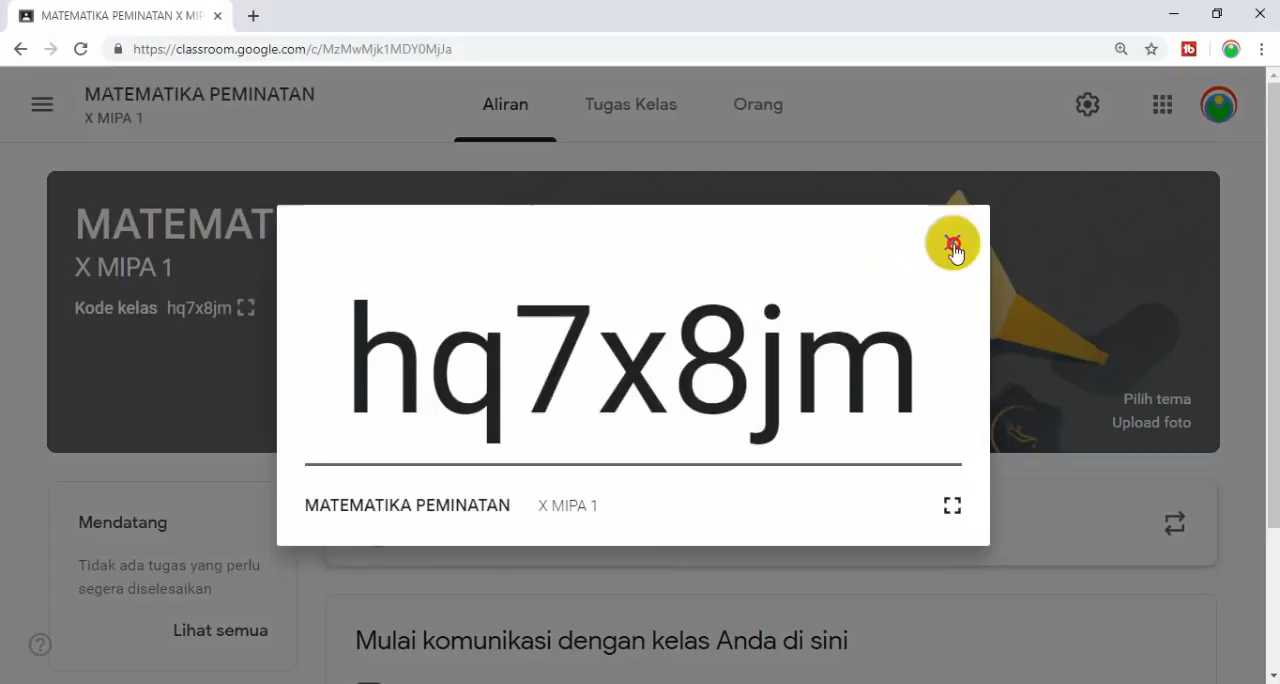 MATEMATIKA PEMINATAN X MIP
https://classroom.google.com/c/MzMwMjk1MDY0MjJa
MATEMATIKA PEMINATAN
X MIPA 1
Aliran
Tugas Kelas
Orang
MATEMAT
X MIPA 1
Kode kelas hq7x8jm
hq7x8jm
MATEMATIKA PEMINATAN X MIPA 1
Pilih tema
Upload foto
Mendatang
Tidak ada tugas yang perlu
segera diselesaikan
Lihat semua
Mulai komunikasi dengan kelas Anda di sini